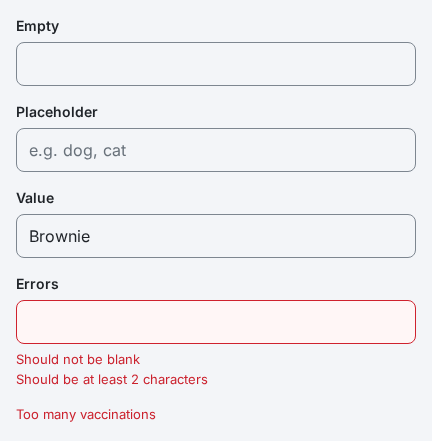 Empty
Placeholder
e.g. dog, cat
Value
Brownie
Errors
Should not be blank
Should be at least 2 characters
Too many vaccinations